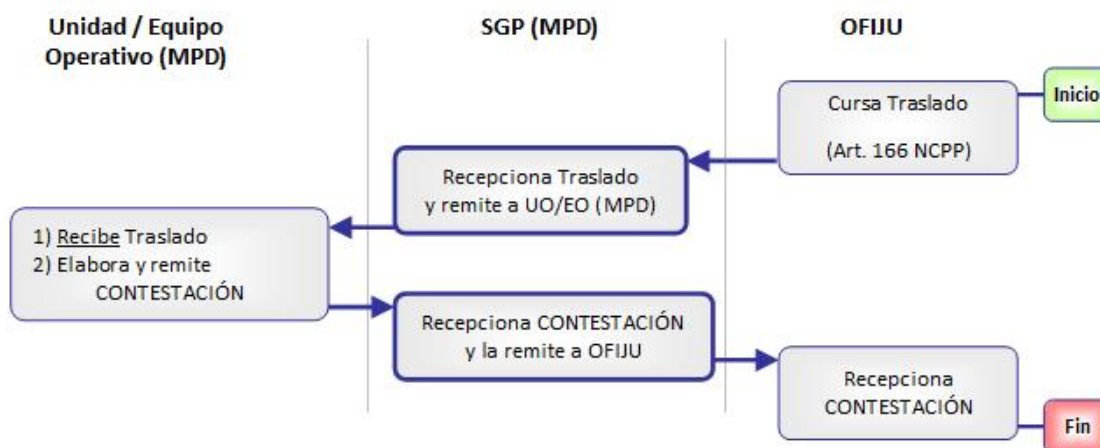 Unidad / Equipo
Operativo (MPD)
SGP (MPD)
OFIJU
Inicio
Cursa Traslado
(Art. 166 NCPP)
Recepciona Traslado
y remite a UO/EO (MPD)
1) Recibe Traslado
2) Elabora y remite
CONTESTACIÓN
Recepciona CONTESTACIÓN
y la remite a OFIJU
Recepciona
CONTESTACIÓN
Fin